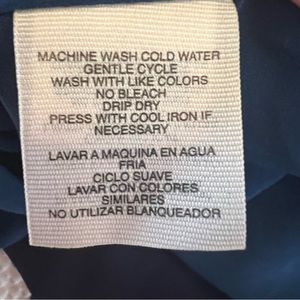 MACHINE WASH COLD WATER
GENTLE CYCLE
WASH WITH LIKE COLORS
NO BLEACH
DRIP DRY
PRESS WITH COOL IRON IF
NECESSARY
LAVAR A MAQUINA EN AGUA
FRIA
CICLO SUAVE
LAVAR CON COLORES
SIMILARES
NO UTILIZAR BLANQUEADOR